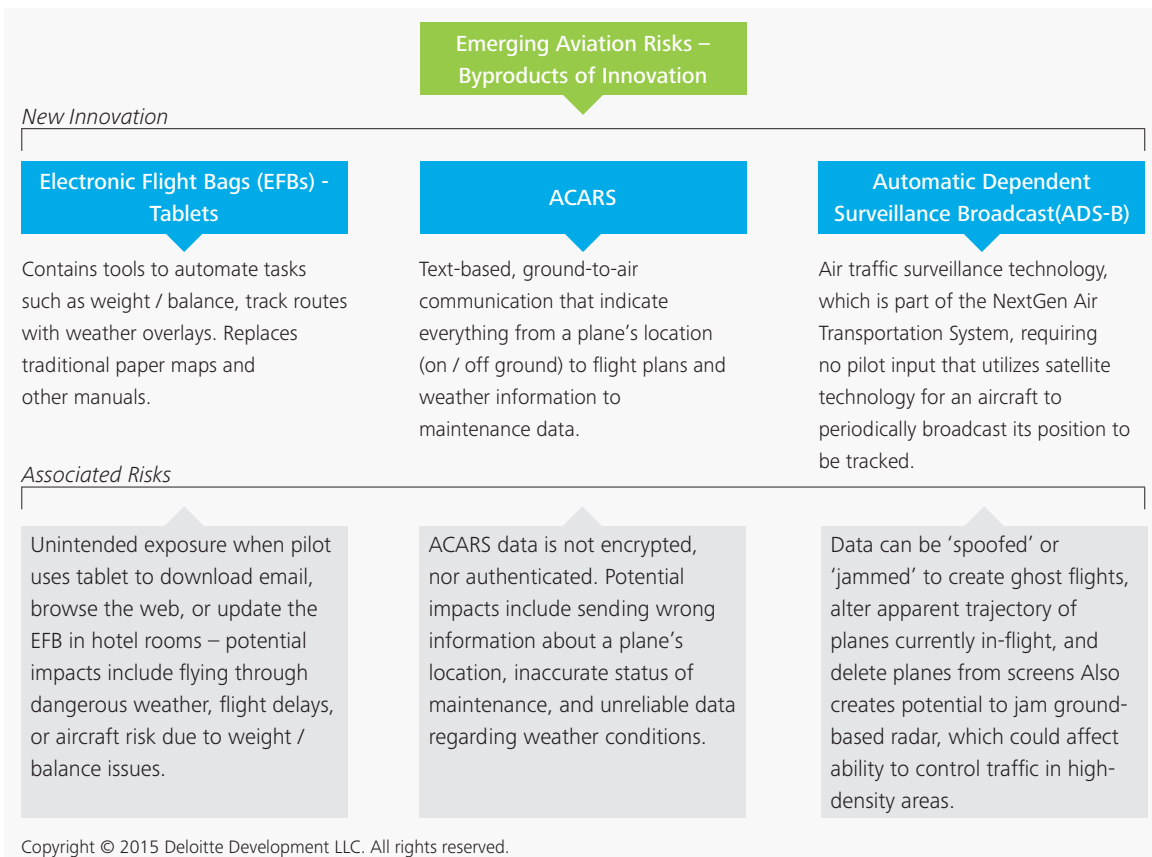 Emerging Aviation Risks –
Byproducts of Innovation
New Innovation
Electronic Flight Bags (EFBs) -
Tablets
Contains tools to automate tasks
such as weight / balance, track routes
with weather overlays. Replaces
traditional paper maps and
other manuals.
ACARS
Text-based, ground-to-air
communication that indicate
everything from a plane’s location
(on / off ground) to flight plans and
weather information to
maintenance data.
Automatic Dependent
Surveillance Broadcast(ADS-B)
Air traffic surveillance technology,
which is part of the NextGen Air
Transportation System, requiring
no pilot input that utilizes satellite
technology for an aircraft to
periodically broadcast its position to
be tracked.
Associated Risks
Unintended exposure when pilot
uses tablet to download email,
browse the web, or update the
EFB in hotel rooms – potential
impacts include flying through
dangerous weather, flight delays,
or aircraft risk due to weight /
balance issues.
ACARS data is not encrypted,
nor authenticated. Potential
impacts include sending wrong
information about a plane’s
location, inaccurate status of
maintenance, and unreliable data
regarding weather conditions.
Data can be ‘spoofed’ or
‘jammed’ to create ghost flights,
alter apparent trajectory of
planes currently in-flight, and
delete planes from screens Also
creates potential to jam ground-
based radar, which could affect
ability to control traffic in high-
density areas.
Copyright © 2015 Deloitte Development LLC. All rights reserved.